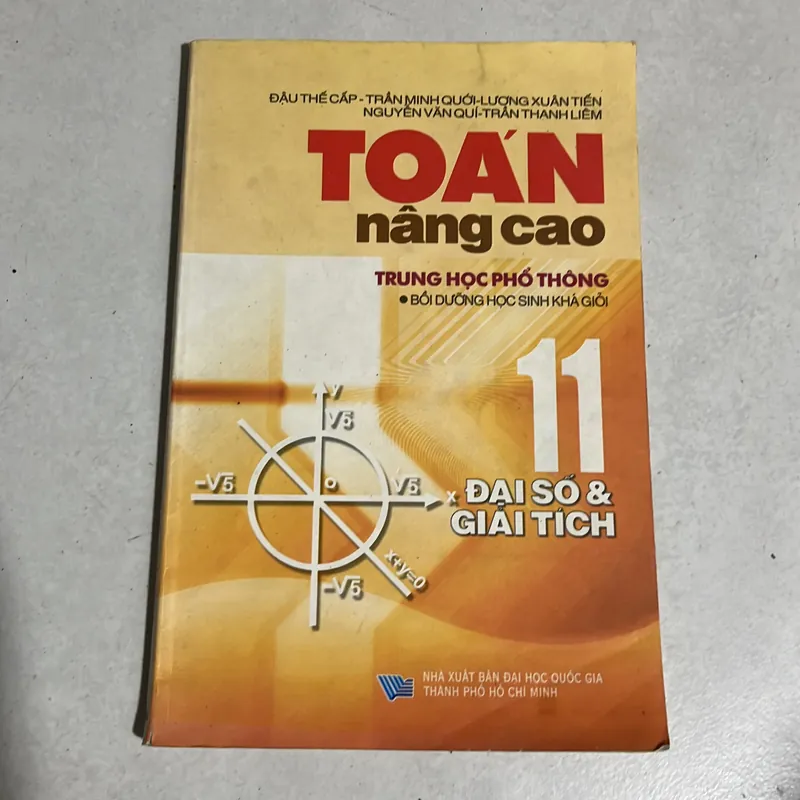 ĐẬU THẾ CẤP - TRẦN MINH QUỚI-LƯỢNG XUÂN TIẾN
NGUYỄN VĂN QUÍ-TRẦN THANH LIÊM
TOÁN
nâng cao
TRUNG HỌC PHỔ THÔNG
● BỒI DƯỠNG HỌC SINH KHÁ GIỎI
11
ĐẠI SỐ &
GIẢI TÍCH
y
√5
-√5
o
√5
x
x+y=0
-√5
NHÀ XUẤT BẢN ĐẠI HỌC QUỐC GIA
THÀNH PHỐ HỒ CHÍ MINH